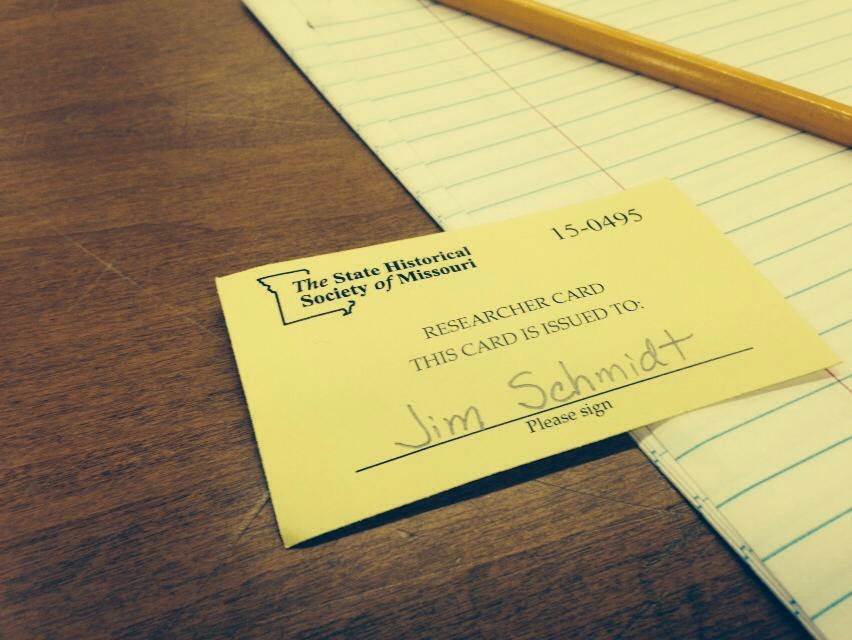 15-0495
The State Historical
Society of Missouri
RESEARCHER CARD
THIS CARD IS ISSUED TO:
Jim Schmidt
Please sign